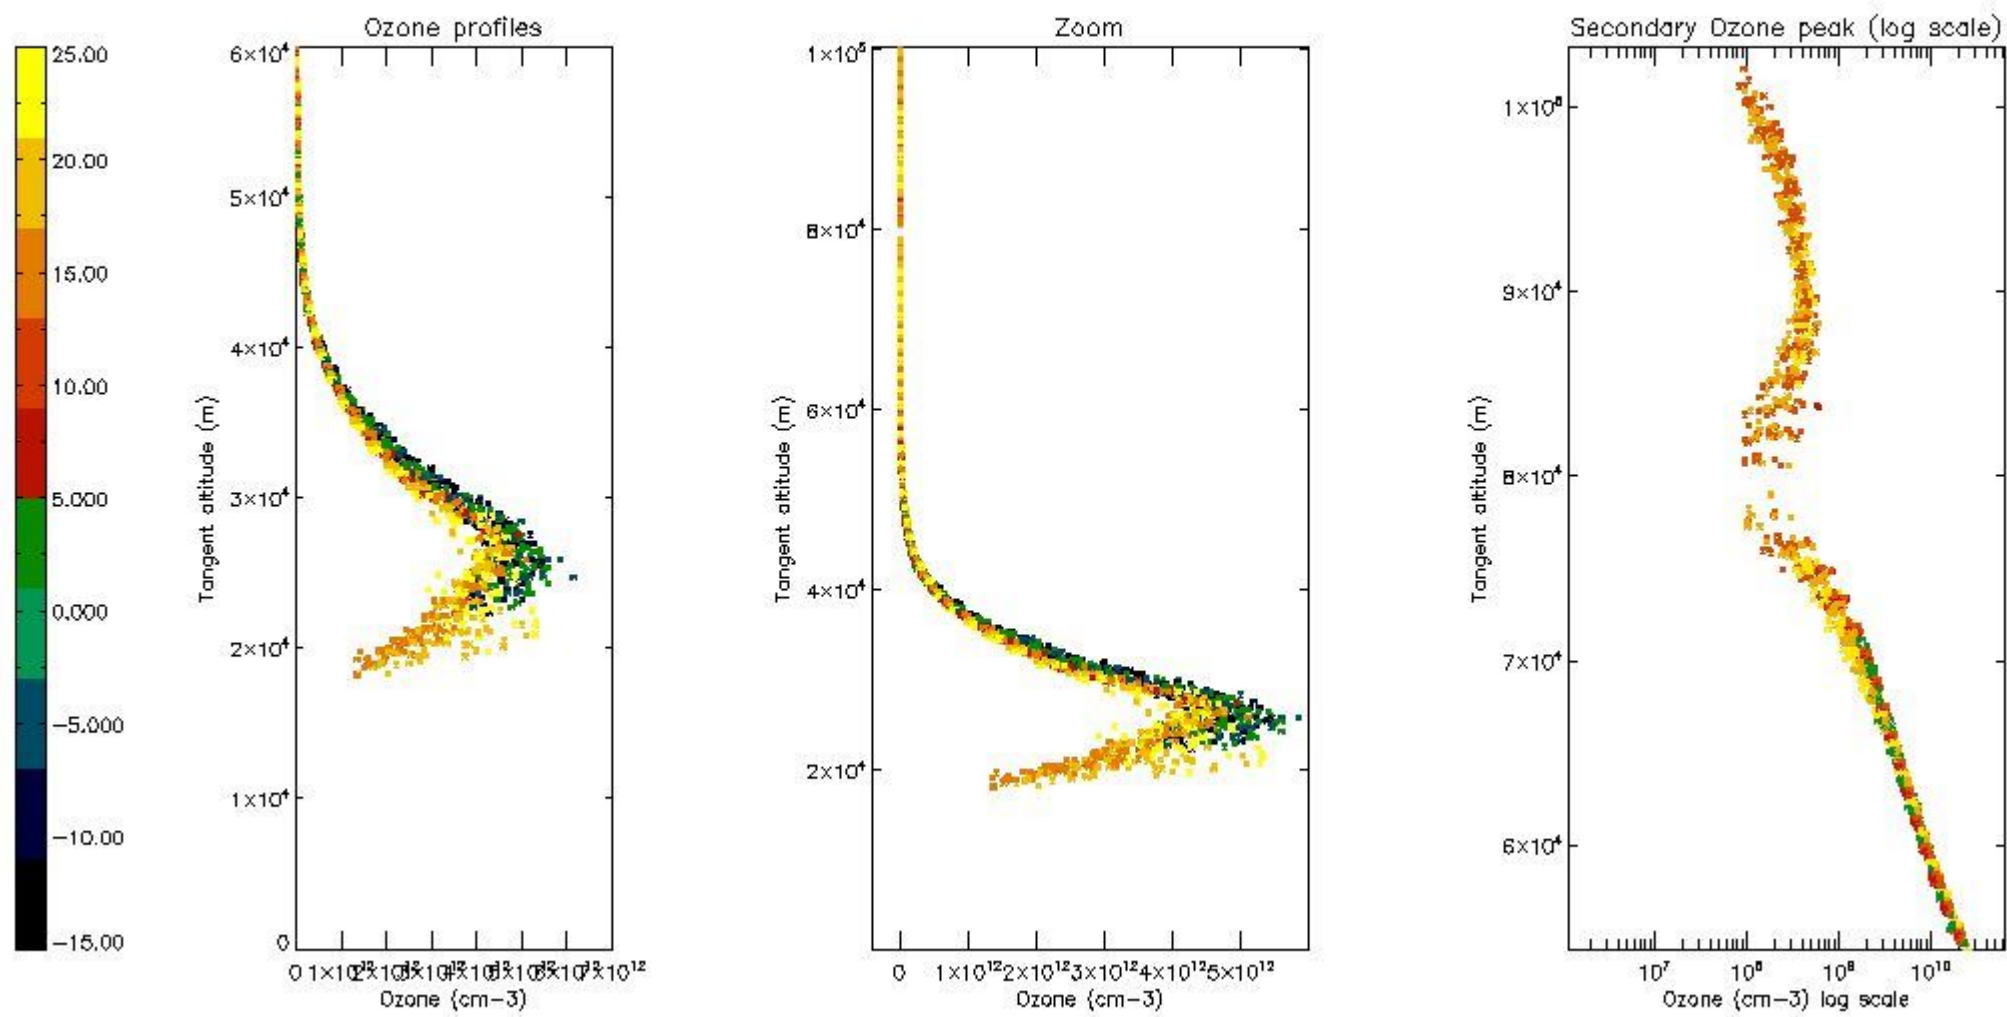 Ozone profiles
Zoom
Secondary Ozone peak (log scale)
25.00
20.00
15.00
10.00
5.000
0.000
−5.000
−10.00
−15.00
6×10⁴
5×10⁴
4×10⁴
3×10⁴
2×10⁴
1×10⁴
0
Tangent altitude (m)
0 1×10¹² 7×10¹²
Ozone (cm−3)
1×10⁵
8×10⁴
6×10⁴
4×10⁴
2×10⁴
Tangent altitude (m)
0 1×10¹² 2×10¹² 3×10¹² 4×10¹² 5×10¹²
Ozone (cm−3)
9×10⁴
8×10⁴
7×10⁴
6×10⁴
Tangent altitude (m)
10⁷ 10⁸ 10⁹ 10¹⁰
Ozone (cm−3) log scale